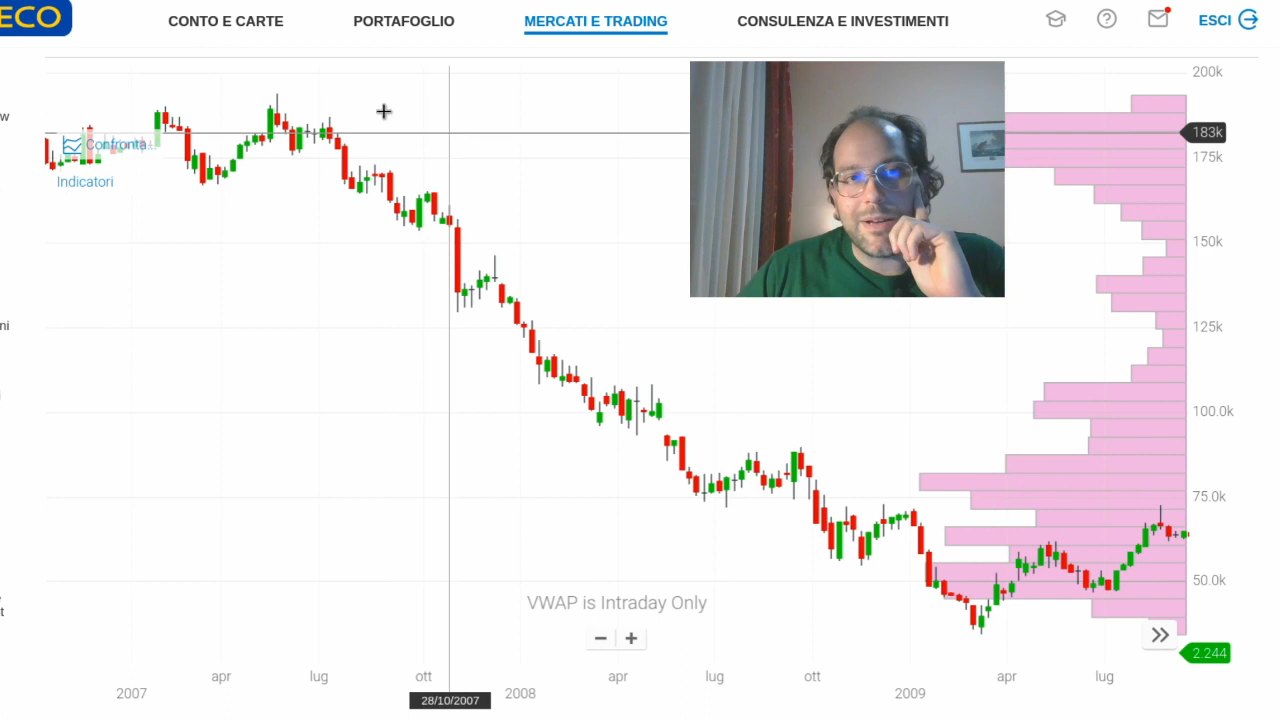 ECO
CONTO E CARTE
PORTAFOGLIO
MERCATI E TRADING
CONSULENZA E INVESTIMENTI
ESCI
w
ni
t
Confronta...
Indicatori
200k
183k
175k
150k
125k
100.0k
75.0k
50.0k
2.244
VWAP is Intraday Only
− +
apr
lug
ott
apr
lug
ott
apr
lug
2007
28/10/2007
2008
2009